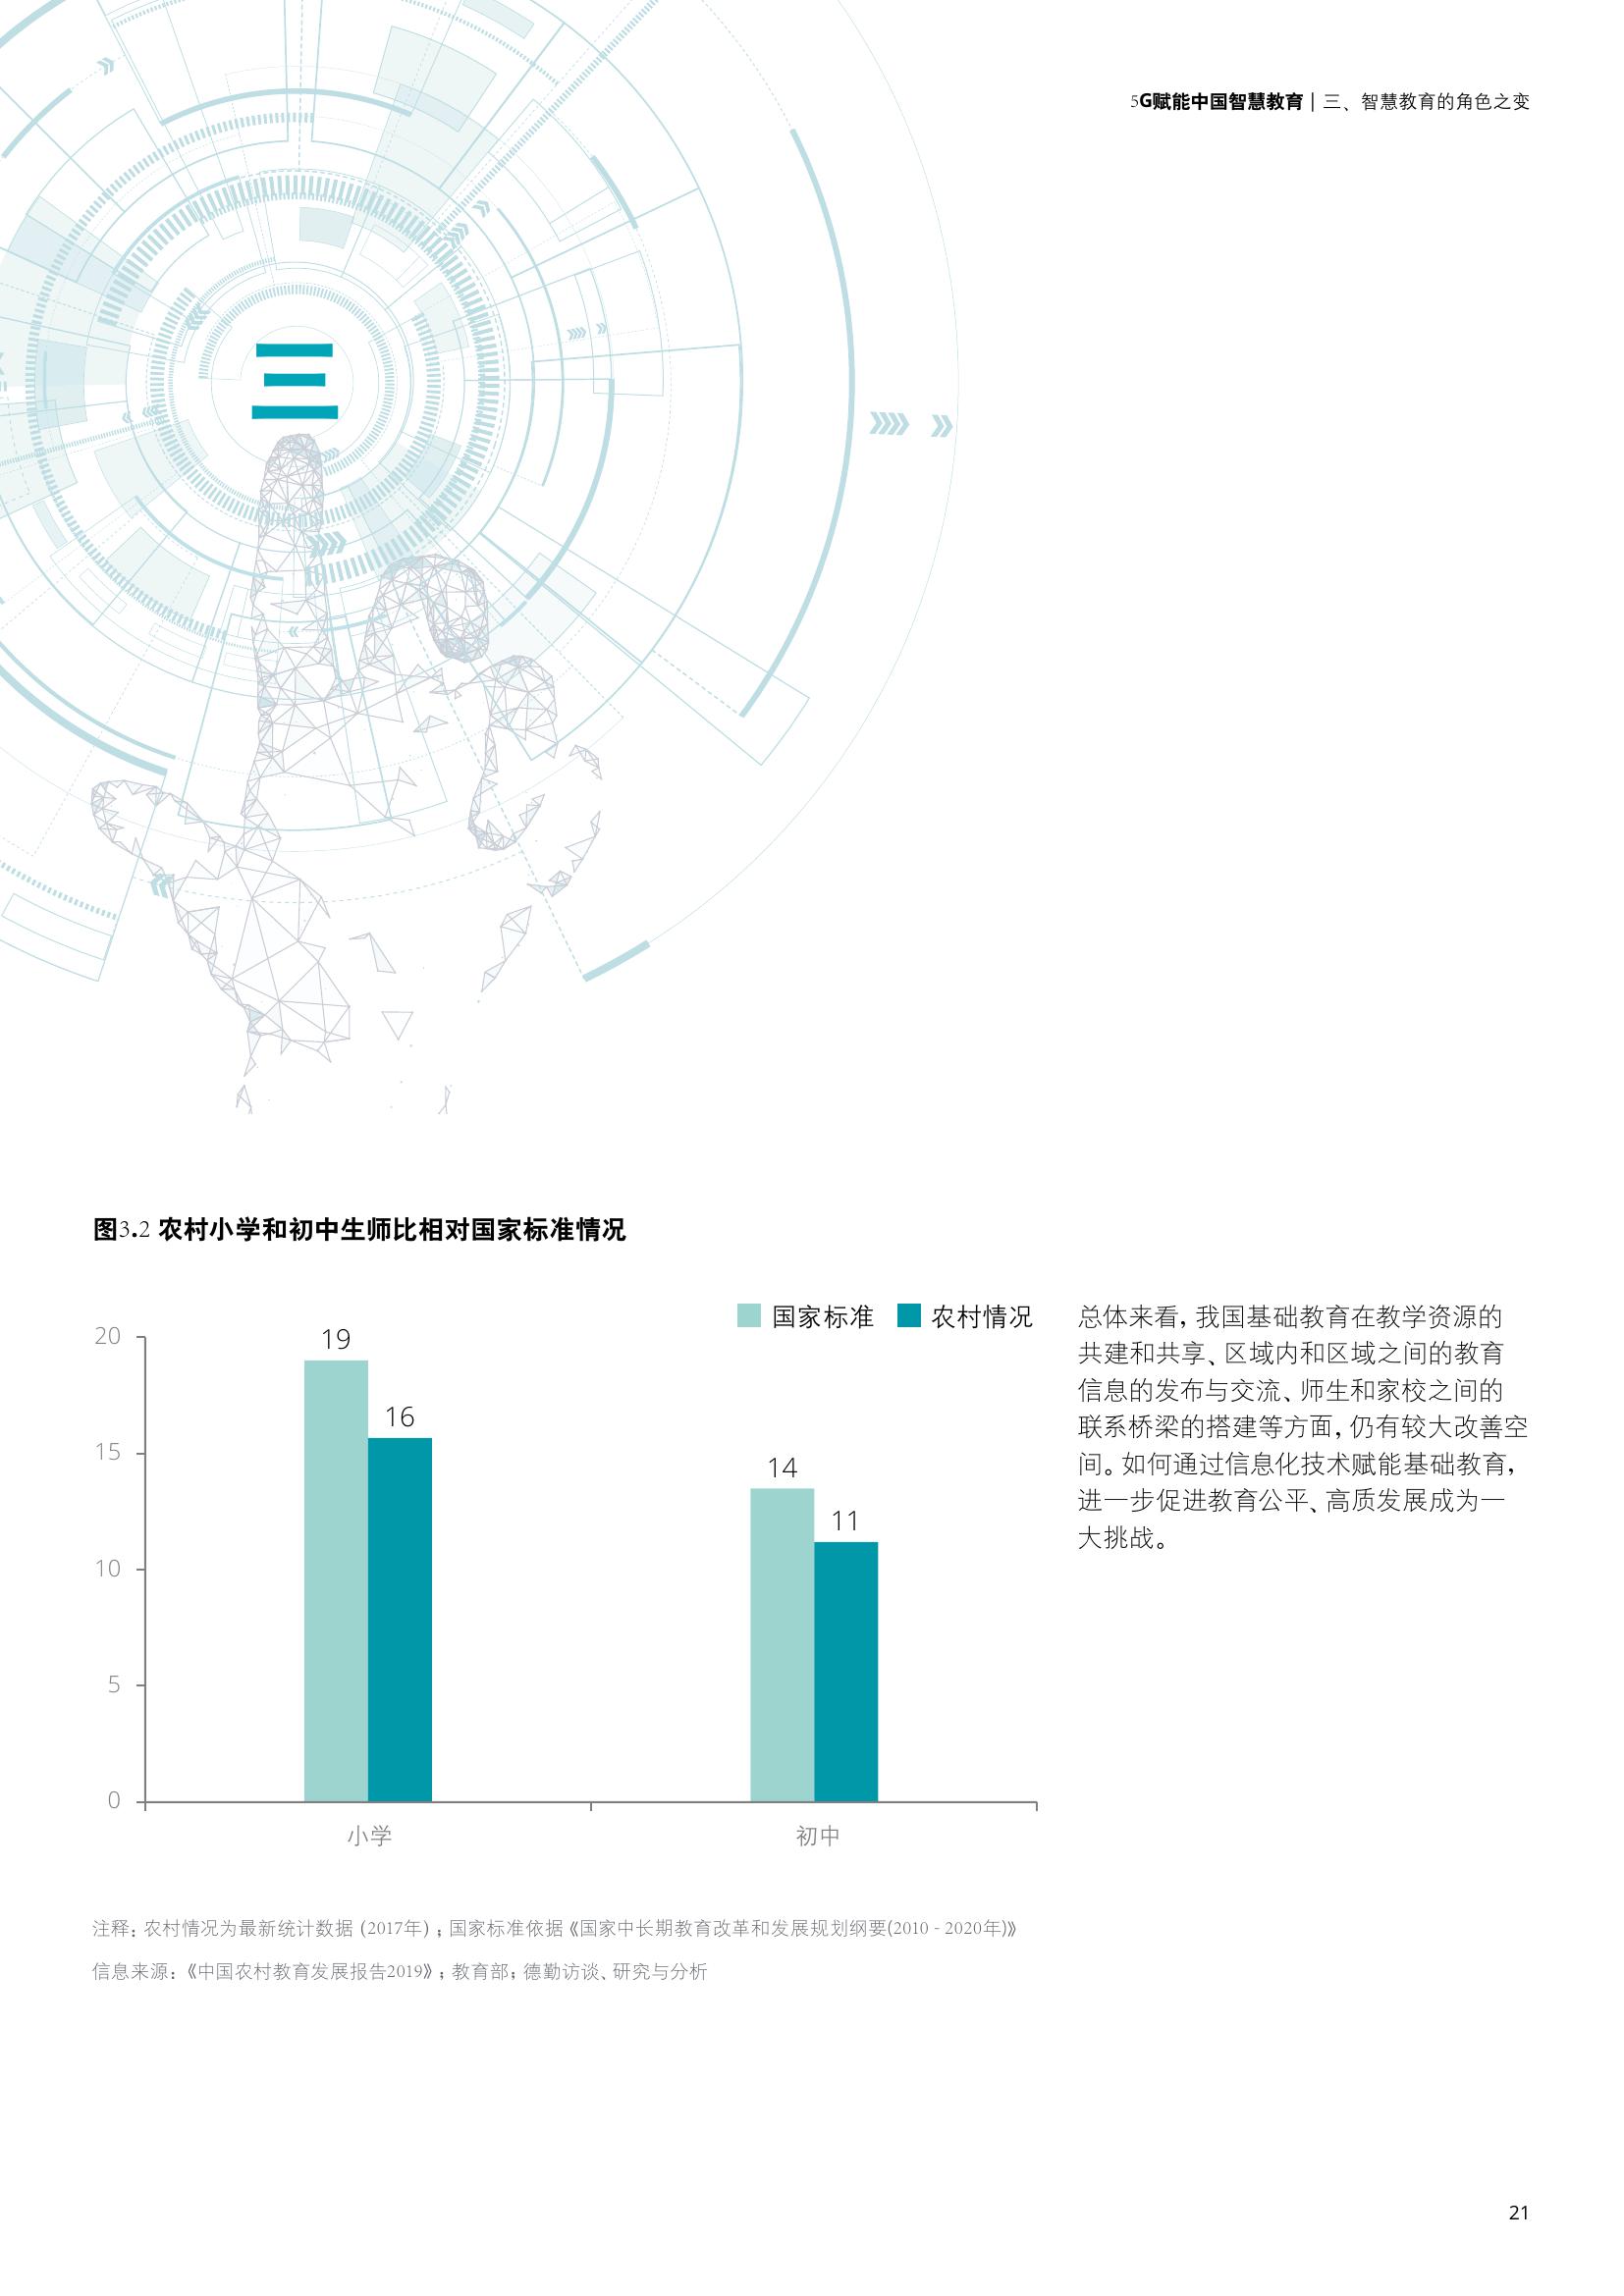 5G赋能中国智慧教育 | 三、智慧教育的角色之变
三
图3.2 农村小学和初中生师比相对国家标准情况
国家标准 农村情况
20
15
10
5
0
19
16
14
11
小学
初中
总体来看，我国基础教育在教学资源的
共建和共享、区域内和区域之间的教育
信息的发布与交流、师生和家校之间的
联系桥梁的搭建等方面，仍有较大改善空
间。如何通过信息化技术赋能基础教育，
进一步促进教育公平、高质发展成为一
大挑战。
注释：农村情况为最新统计数据（2017年）；国家标准依据《国家中长期教育改革和发展规划纲要(2010 - 2020年)》
信息来源：《中国农村教育发展报告2019》；教育部；德勤访谈、研究与分析
21